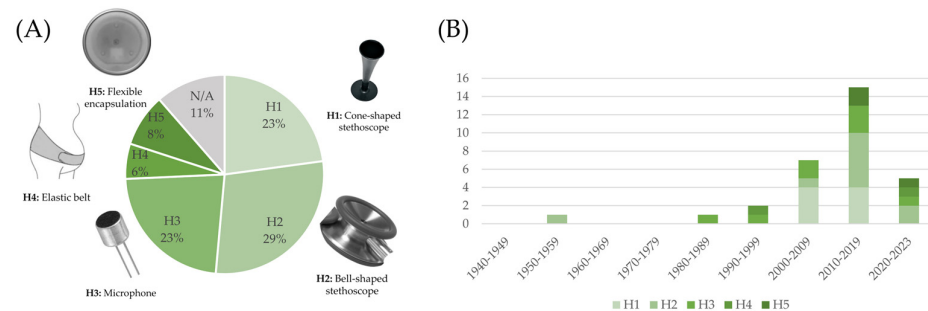 (A)
H5: Flexible
encapsulation
H1: Cone-shaped
stethoscope
H4: Elastic belt
H3: Microphone
H2: Bell-shaped
stethoscope
N/A
11%
H1
23%
H5
8%
H4
6%
H3
23%
H2
29%
(B)
16
14
12
10
8
6
4
2
0
1940-1949
1950-1959
1960-1969
1970-1979
1980-1989
1990-1999
2000-2009
2010-2019
2020-2023
H1 H2 H3 H4 H5